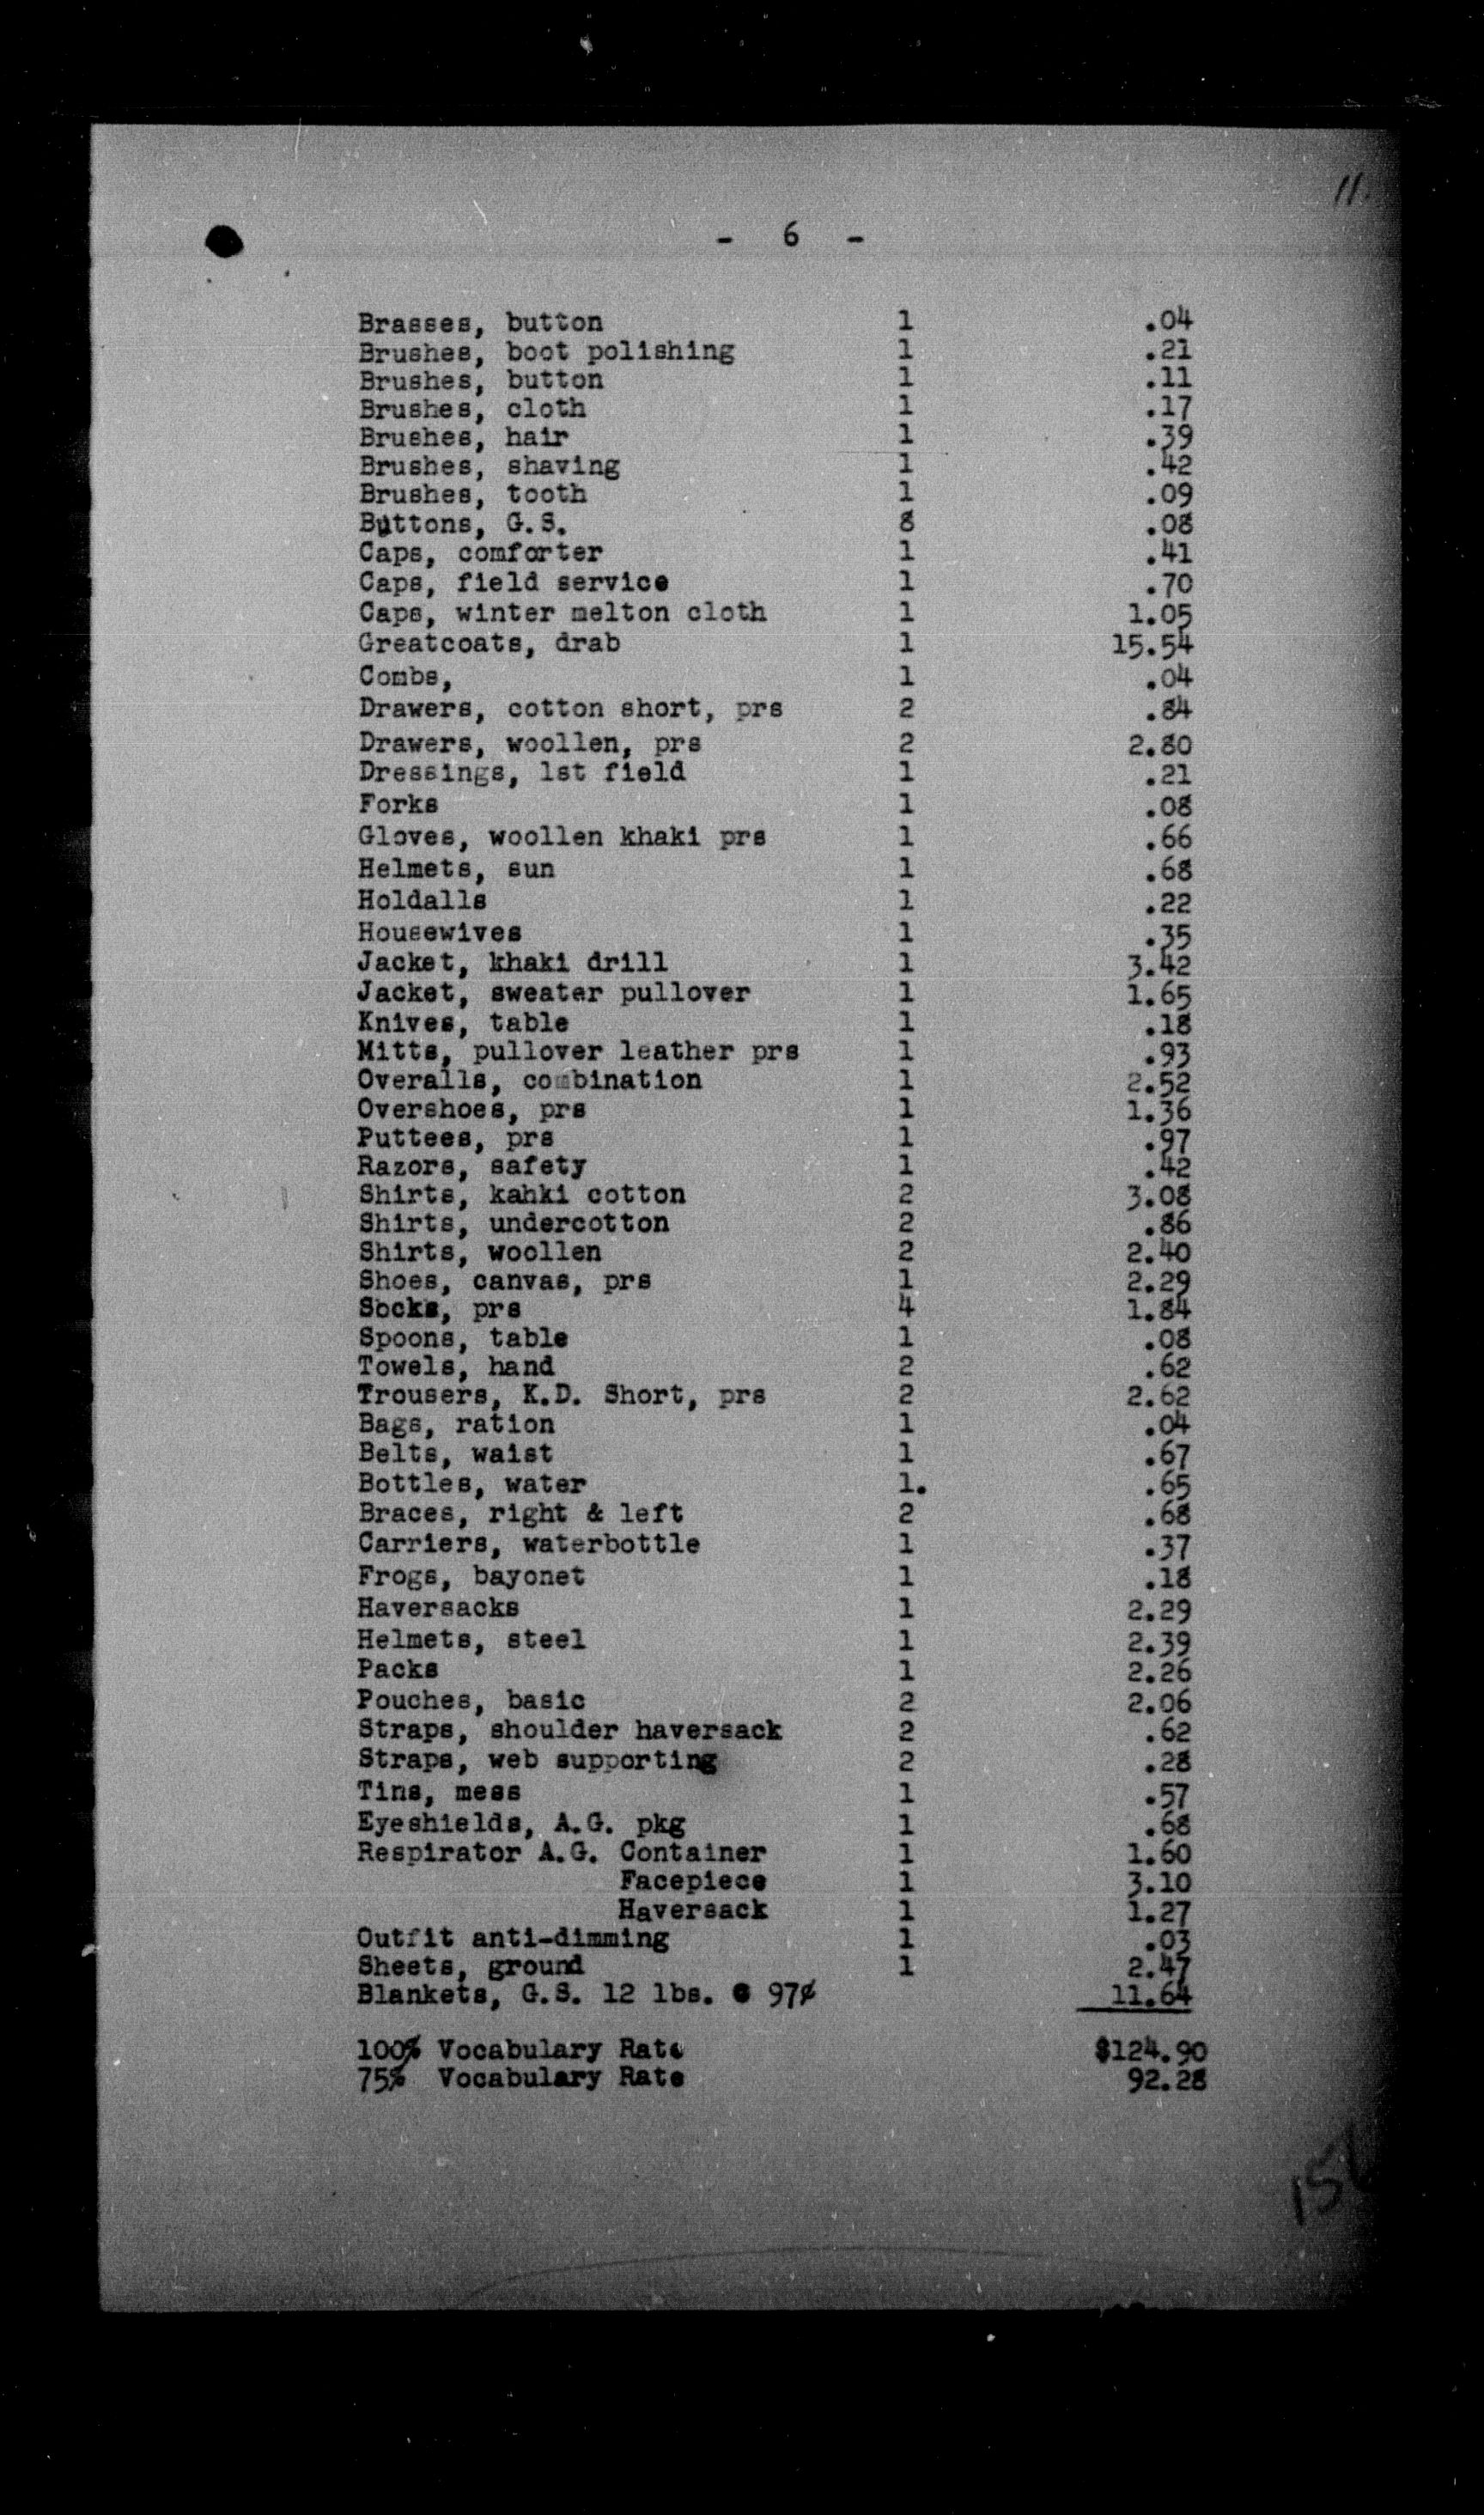 11.
- 6 -
Brasses, button 1 .04
Brushes, boot polishing 1 .21
Brushes, button 1 .11
Brushes, cloth 1 .17
Brushes, hair 1 .39
Brushes, shaving 1 .42
Brushes, tooth 1 .09
Buttons, G.S. 8 .08
Caps, comforter 1 .41
Caps, field service 1 .70
Caps, winter melton cloth 1 1.05
Greatcoats, drab 1 15.54
Combs, 1 .04
Drawers, cotton short, prs 2 .84
Drawers, woollen, prs 2 2.80
Dressings, 1st field 1 .21
Forks 1 .08
Gloves, woollen khaki prs 1 .66
Helmets, sun 1 .68
Holdalls 1 .22
Housewives 1 .35
Jacket, khaki drill 1 3.42
Jacket, sweater pullover 1 1.65
Knives, table 1 .18
Mitts, pullover leather prs 1 .93
Overalls, combination 1 2.52
Overshoes, prs 1 1.36
Puttees, prs 1 .97
Razors, safety 1 .42
Shirts, kahki cotton 2 3.08
Shirts, undercotton 2 .86
Shirts, woollen 2 2.40
Shoes, canvas, prs 1 2.29
Socks, prs 4 1.84
Spoons, table 1 .08
Towels, hand 2 .62
Trousers, K.D. Short, prs 2 2.62
Bags, ration 1 .04
Belts, waist 1 .67
Bottles, water 1. .65
Braces, right & left 2 .68
Carriers, waterbottle 1 .37
Frogs, bayonet 1 .18
Haversacks 1 2.29
Helmets, steel 1 2.39
Packs 1 2.26
Pouches, basic 2 2.06
Straps, shoulder haversack 2 .62
Straps, web supporting 2 .28
Tins, mess 1 .57
Eyeshields, A.G. pkg 1 .68
Respirator A.G. Container 1 1.60
Facepiece 1 3.10
Haversack 1 1.27
Outfit anti-dimming 1 .03
Sheets, ground 1 2.47
Blankets, G.S. 12 lbs. @ 97¢ 11.64
100% Vocabulary Rate $124.90
75% Vocabulary Rate 92.28